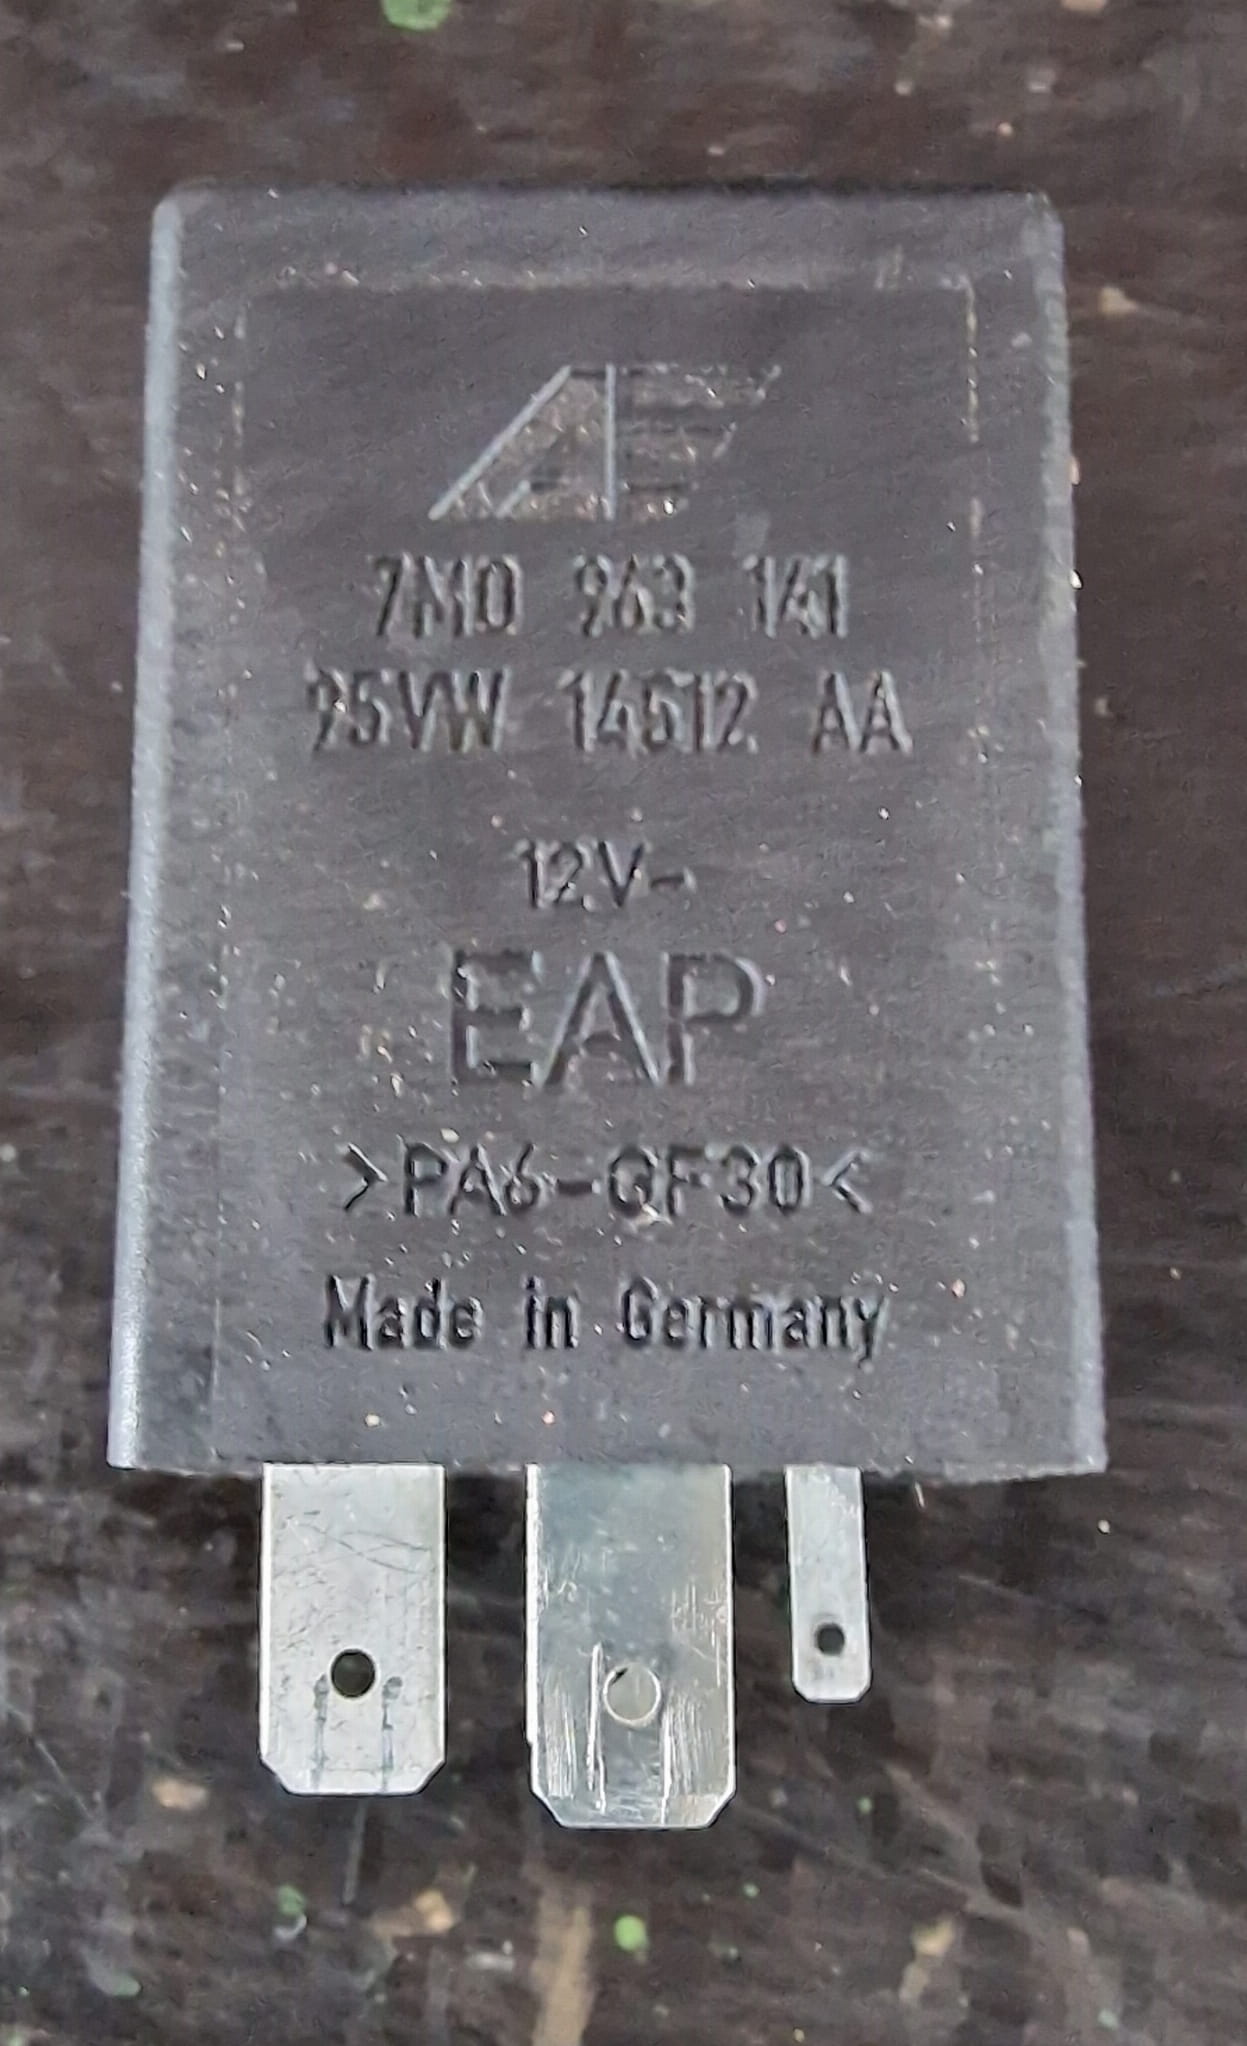 7M0 963 141
95VW 14512 AA
12V-
EAP
>PA6-GF30<
Made in Germany